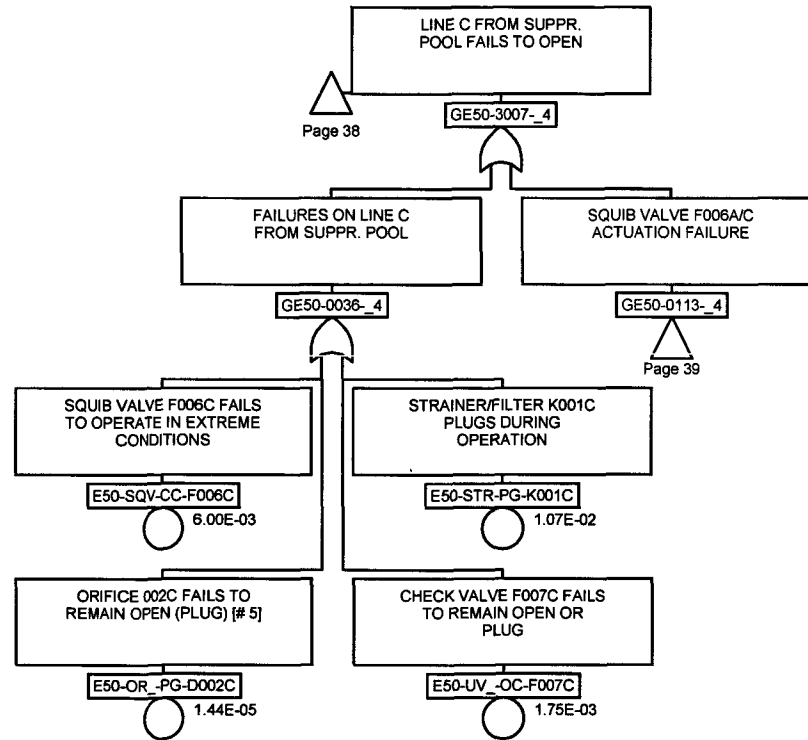 LINE C FROM SUPPR.
POOL FAILS TO OPEN
Page 38
GE50-3007-_4
FAILURES ON LINE C
FROM SUPPR. POOL
SQUIB VALVE F006A/C
ACTUATION FAILURE
GE50-0036-_4
GE50-0113-_4
Page 39
SQUIB VALVE F006C FAILS
TO OPERATE IN EXTREME
CONDITIONS
STRAINER/FILTER K001C
PLUGS DURING
OPERATION
E50-SQV-CC-F006C
6.00E-03
E50-STR-PG-K001C
1.07E-02
ORIFICE 002C FAILS TO
REMAIN OPEN (PLUG) [# 5]
CHECK VALVE F007C FAILS
TO REMAIN OPEN OR
PLUG
E50-OR_-PG-D002C
1.44E-05
E50-UV_-OC-F007C
1.75E-03